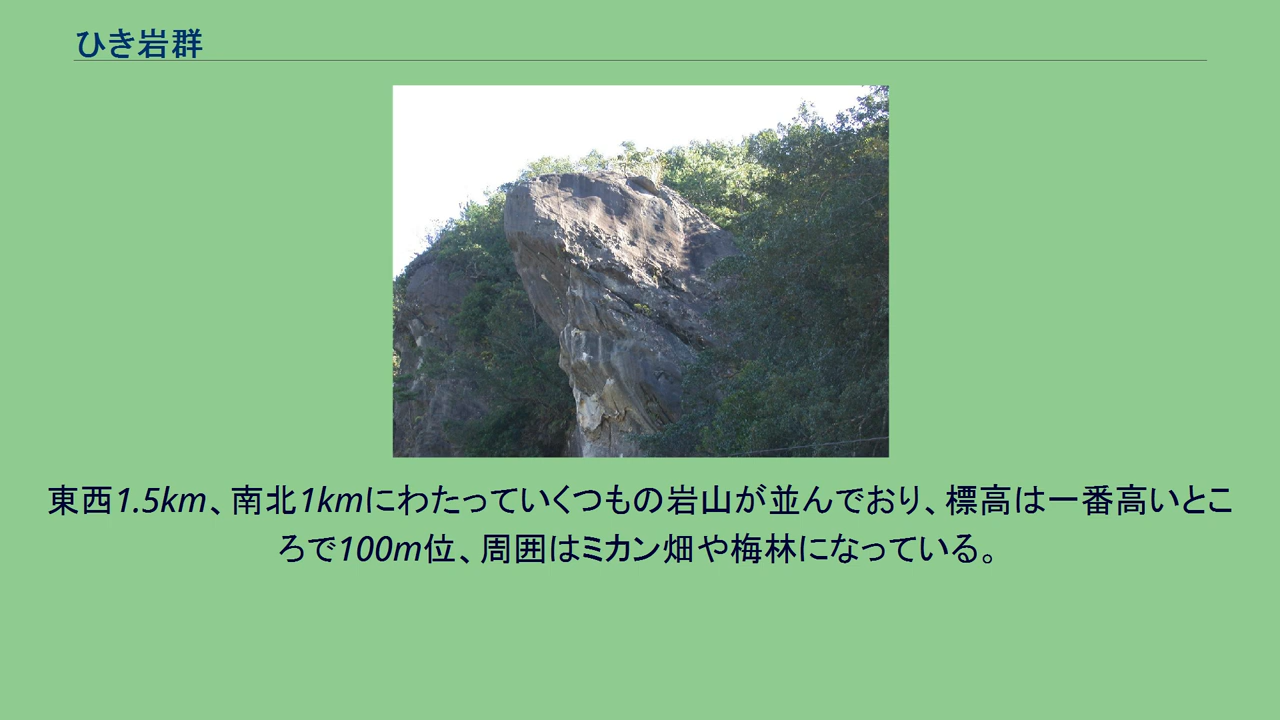 ひき岩群
東西1.5km、南北1kmにわたっていくつもの岩山が並んでおり、標高は一番高いとこ
ろで100m位、周囲はミカン畑や梅林になっている。